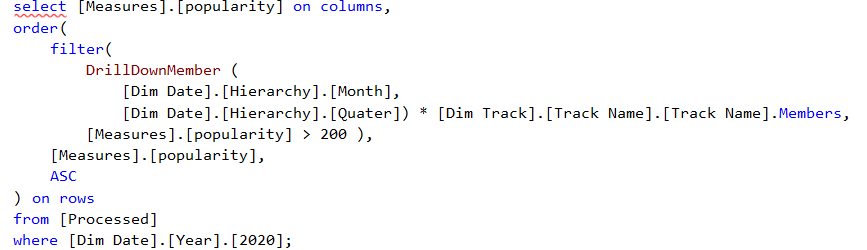 select [Measures].[popularity] on columns,
order(
filter(
DrillDownMember (
[Dim Date].[Hierarchy].[Month],
[Dim Date].[Hierarchy].[Quater]) * [Dim Track].[Track Name].[Track Name].Members,
[Measures].[popularity] > 200 ),
[Measures].[popularity],
ASC
) on rows
from [Processed]
where [Dim Date].[Year].[2020];